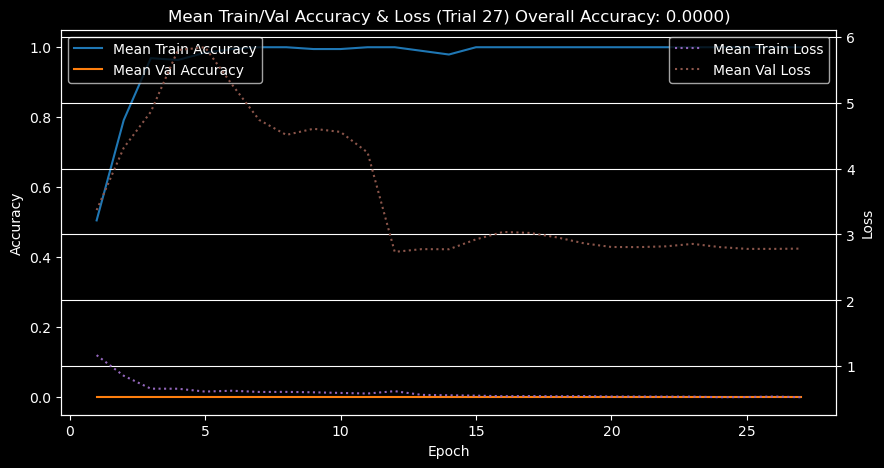 Mean Train/Val Accuracy & Loss (Trial 27) Overall Accuracy: 0.0000)
Mean Train Accuracy
Mean Val Accuracy
Mean Train Loss
Mean Val Loss
Accuracy
1.0
0.8
0.6
0.4
0.2
0.0
6
5
4
3
2
1
Loss
0 5 10 15 20 25
Epoch